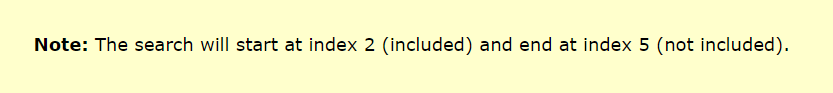 Note: The search will start at index 2 (included) and end at index 5 (not included).